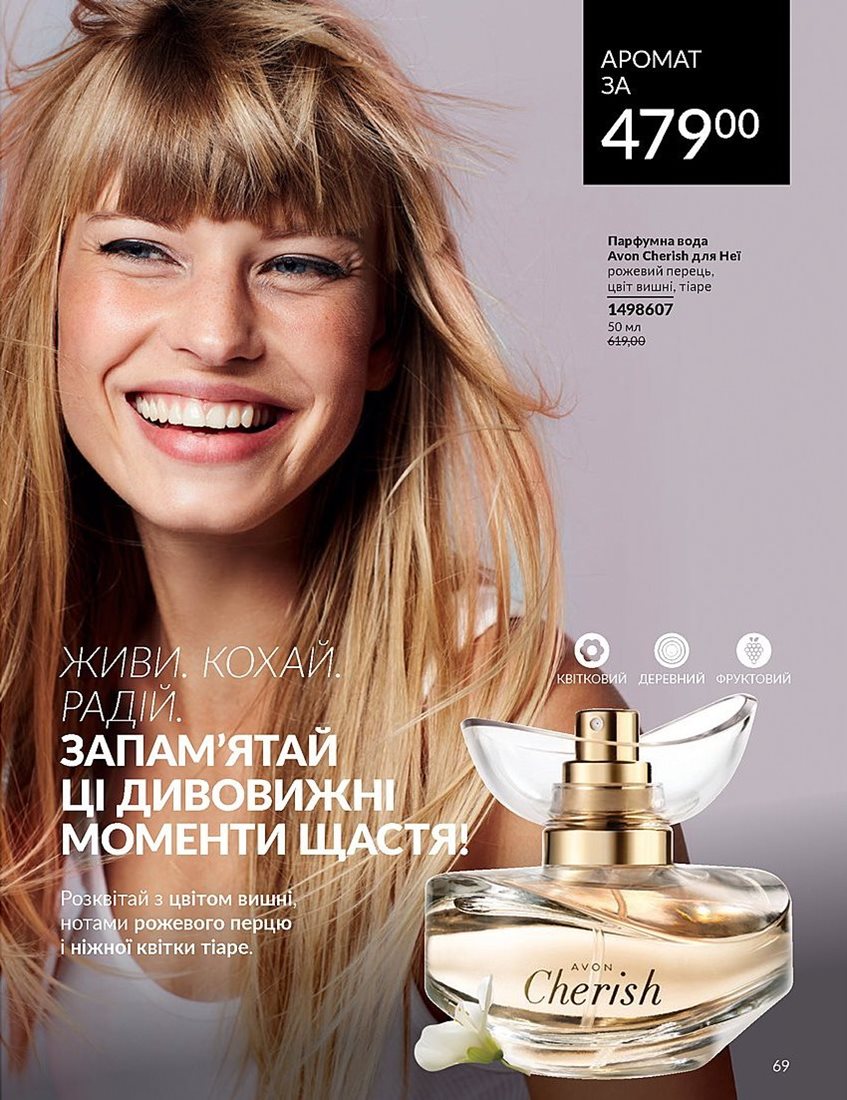 АРОМАТ
ЗА
479⁰⁰
Парфумна вода
Avon Cherish для Неї
рожевий перець,
цвіт вишні, тіаре
1498607
50 мл
619,00
КВІТКОВИЙ ДЕРЕВНИЙ ФРУКТОВИЙ
ЖИВИ. КОХАЙ.
РАДІЙ.
ЗАПАМ’ЯТАЙ
ЦІ ДИВОВИЖНІ
МОМЕНТИ ЩАСТЯ!
Розквітай з цвітом вишні,
нотами рожевого перцю
і ніжної квітки тіаре.
AVON
Cherish
69